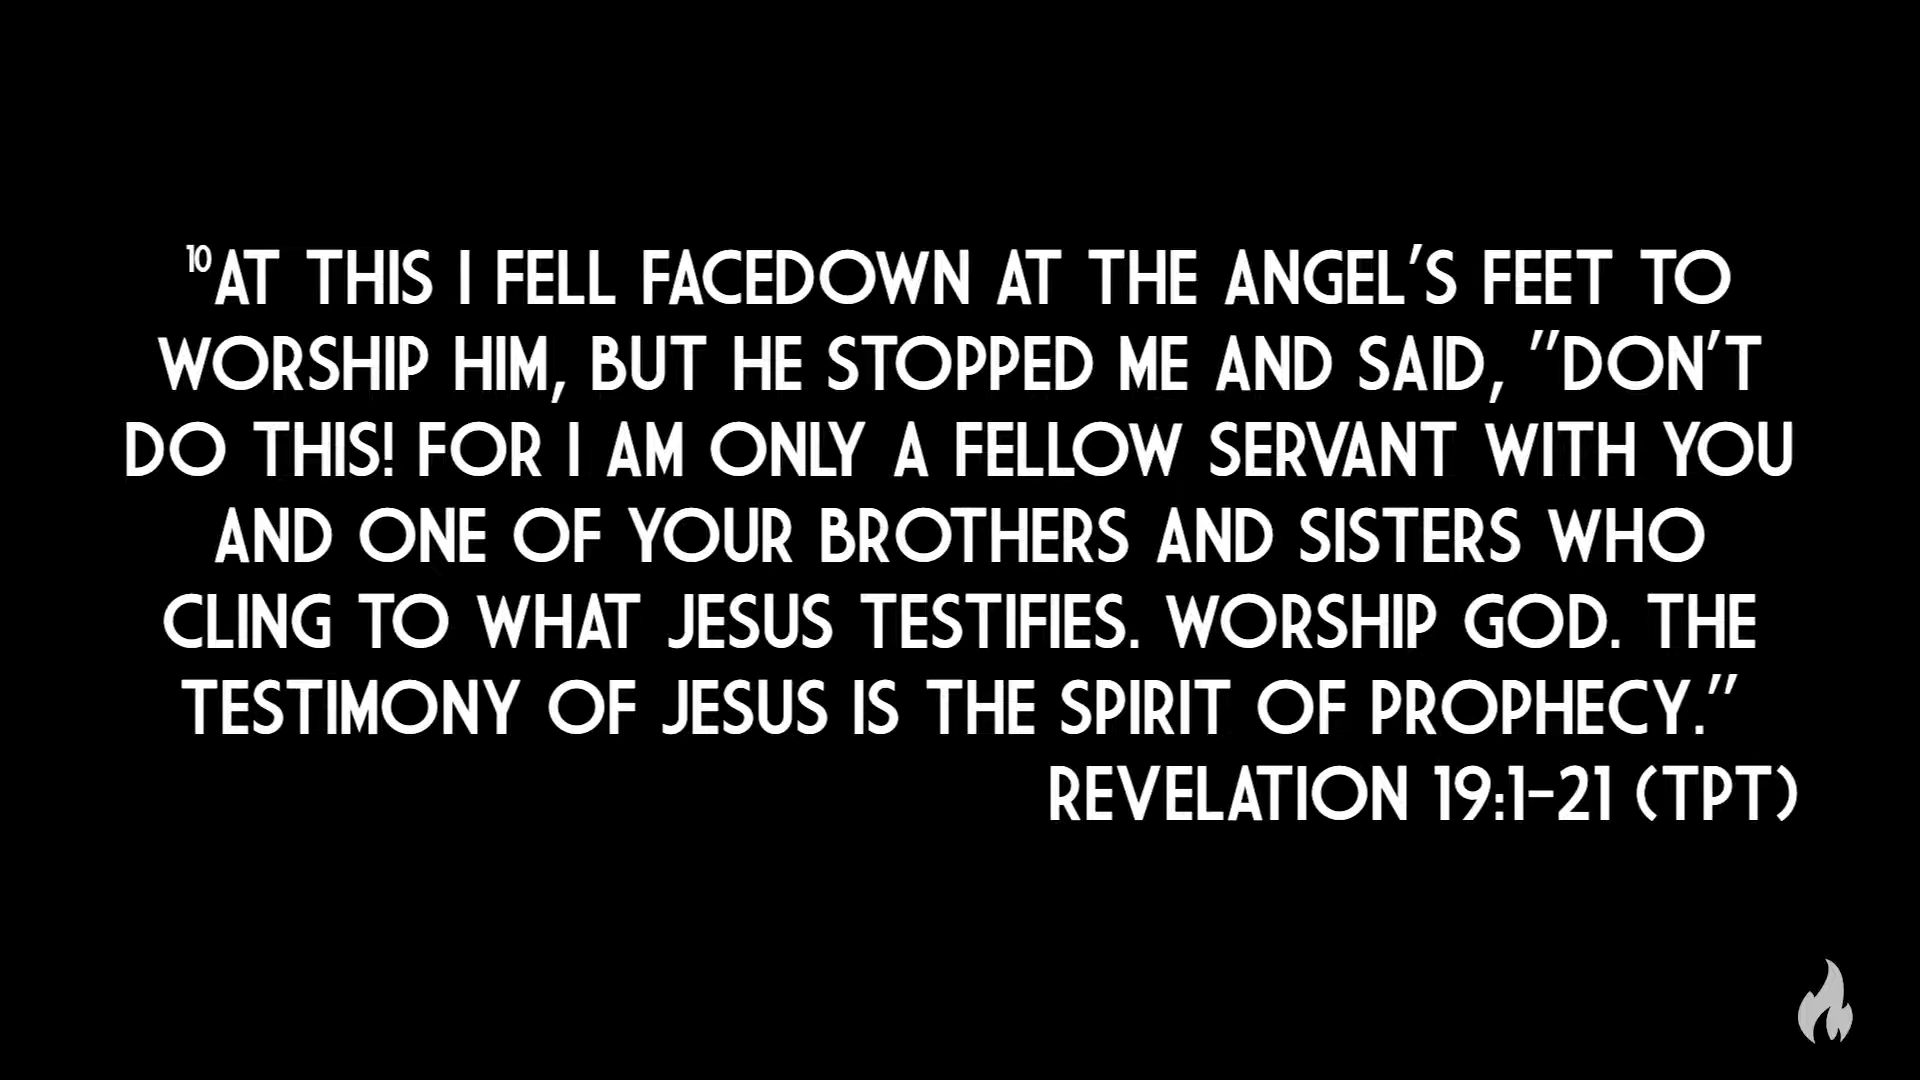 ¹⁰AT THIS I FELL FACEDOWN AT THE ANGEL'S FEET TO
WORSHIP HIM, BUT HE STOPPED ME AND SAID, "DON'T
DO THIS! FOR I AM ONLY A FELLOW SERVANT WITH YOU
AND ONE OF YOUR BROTHERS AND SISTERS WHO
CLING TO WHAT JESUS TESTIFIES. WORSHIP GOD. THE
TESTIMONY OF JESUS IS THE SPIRIT OF PROPHECY."
REVELATION 19:1-21 (TPT)